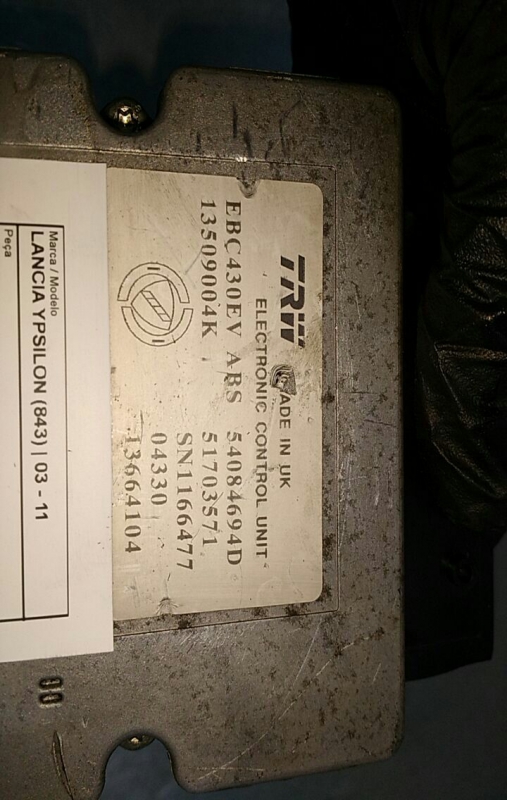 TRW MADE IN UK
ELECTRONIC CONTROL UNIT
EBC430EV ABS 54084694D
13509004K 51703571
SN1166477
04330
13664104
Marca / Modelo
LANCIA YPSILON (843) | 03 - 11
Peça